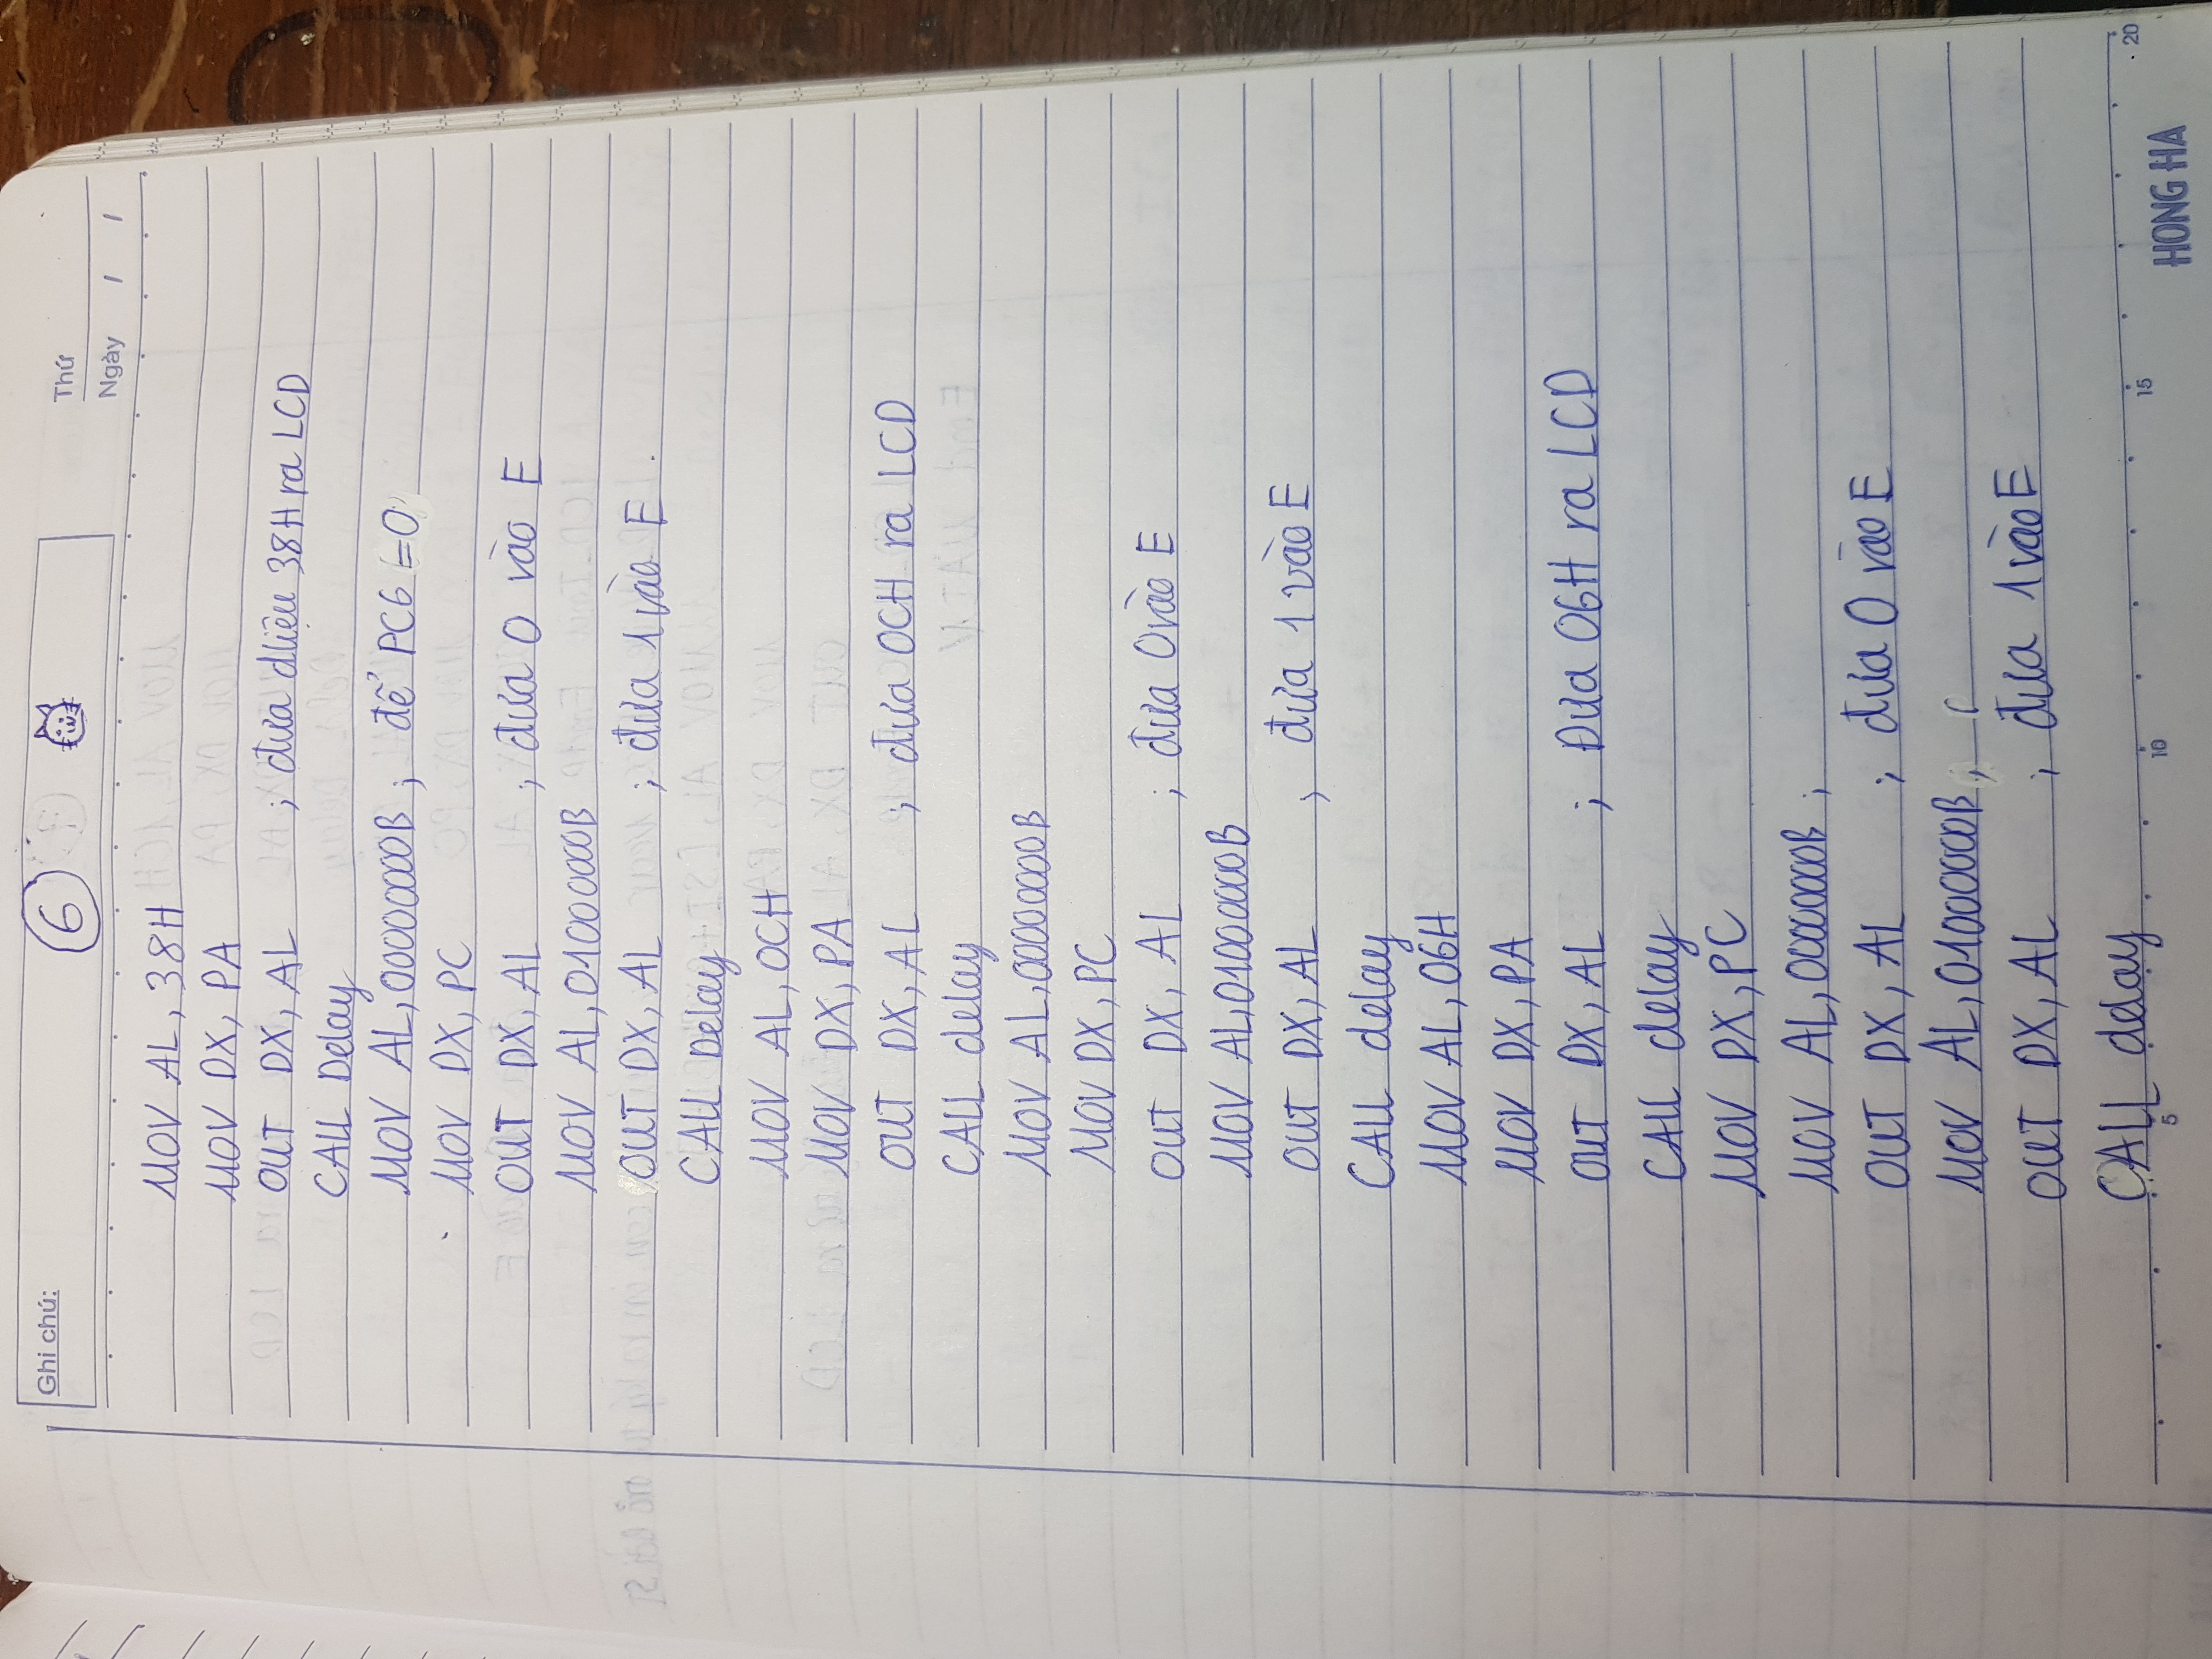 Ghi chú:
6
Thứ
Ngày / /
MOV AL, 38H
MOV DX, PA
OUT DX, AL ; đưa dliệu 38H ra LCD
CALL Delay
MOV AL, 00000000B ; để PC6 = 0
MOV DX, PC
OUT DX, AL ; đưa 0 vào E
MOV AL, 01000000B
OUT DX, AL ; đưa 1 vào E .
CALL Delay
MOV AL, 0CH
MOV DX, PA
OUT DX, AL ; đưa 0CH ra LCD
CALL delay
MOV AL, 00000000B
MOV DX, PC
OUT DX, AL ; đưa 0 vào E
MOV AL, 01000000B
OUT DX, AL ; đưa 1 vào E
CALL delay
MOV AL, 06H
MOV DX, PA
OUT DX, AL ; Đưa 06H ra LCD
CALL delay
MOV DX, PC
MOV AL, 00000000B ;
OUT DX, AL ; đưa 0 vào E
MOV AL, 01000000B ;
OUT DX, AL ; đưa 1 vào E
CALL delay
5 10 15 20
HONG HA